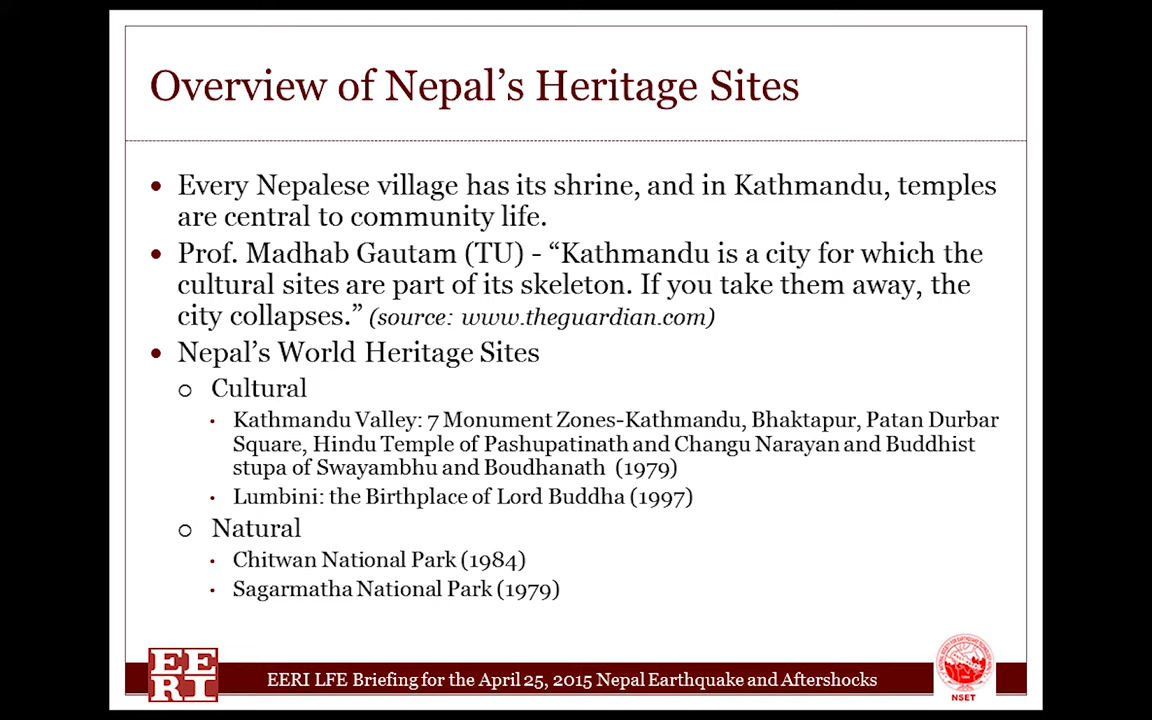 Overview of Nepal's Heritage Sites
• Every Nepalese village has its shrine, and in Kathmandu, temples
are central to community life.
• Prof. Madhab Gautam (TU) - “Kathmandu is a city for which the
cultural sites are part of its skeleton. If you take them away, the
city collapses.” (source: www.theguardian.com)
• Nepal's World Heritage Sites
○ Cultural
• Kathmandu Valley: 7 Monument Zones-Kathmandu, Bhaktapur, Patan Durbar
Square, Hindu Temple of Pashupatinath and Changu Narayan and Buddhist
stupa of Swayambhu and Boudhanath (1979)
• Lumbini: the Birthplace of Lord Buddha (1997)
○ Natural
• Chitwan National Park (1984)
• Sagarmatha National Park (1979)
EE
RI
EERI LFE Briefing for the April 25, 2015 Nepal Earthquake and Aftershocks
NSET